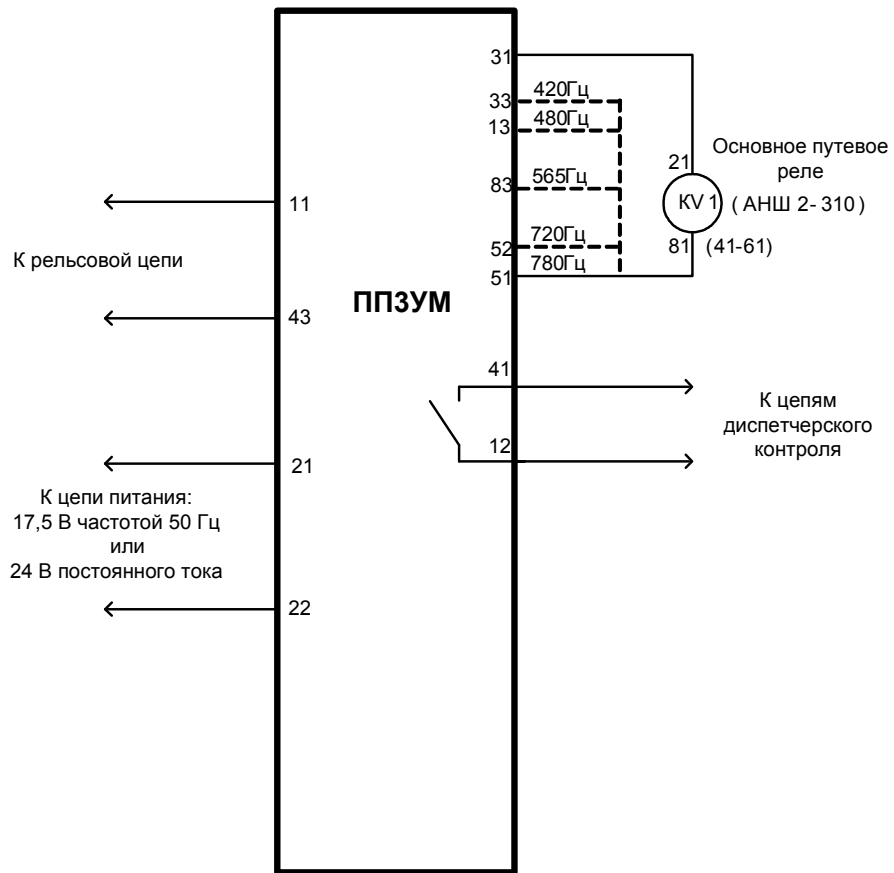 31
33
420Гц
13
480Гц
83
565Гц
52
720Гц
51
780Гц
Основное путевое
реле
21
KV 1
( АНШ 2- 310 )
81
(41-61)
11
К рельсовой цепи
43
ПП3УМ
41
12
К цепям
диспетчерского
контроля
21
К цепи питания:
17,5 В частотой 50 Гц
или
24 В постоянного тока
22